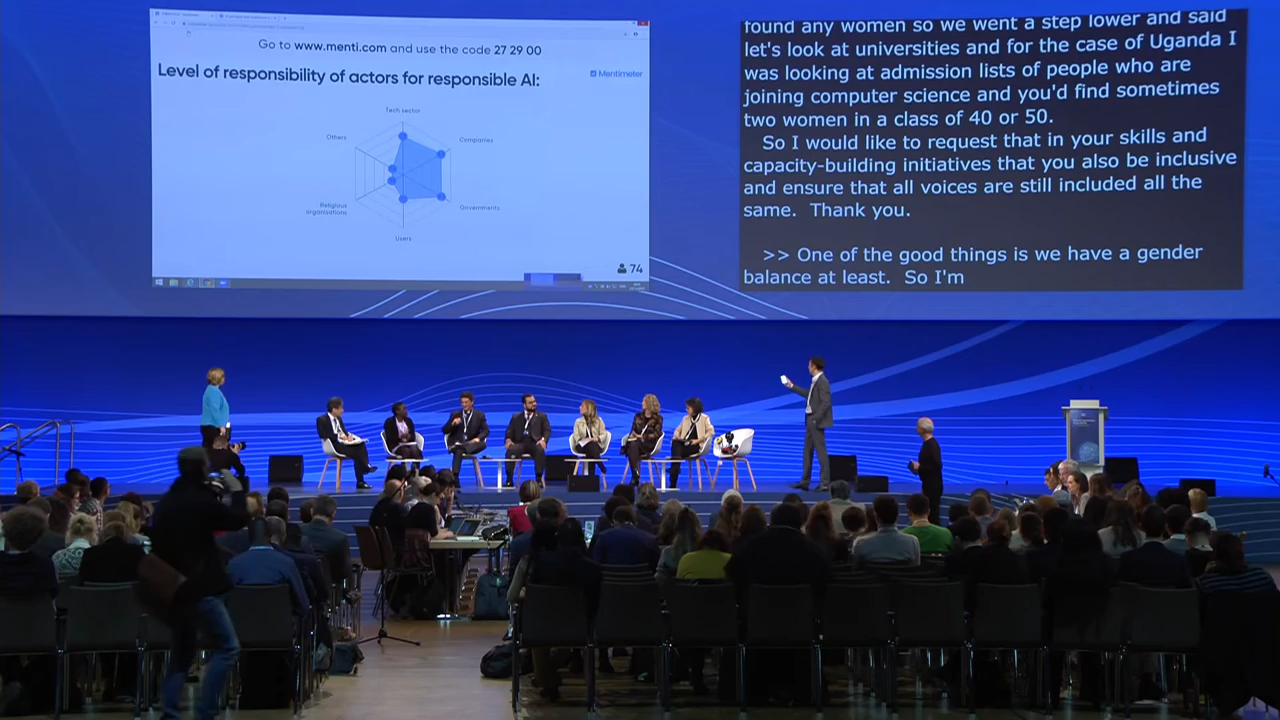 Go to www.menti.com and use the code 27 29 00
Level of responsibility of actors for responsible AI:
Mentimeter
Tech sector
Others
Companies
Religious
organisations
Governments
Users
74
found any women so we went a step lower and said
let's look at universities and for the case of Uganda I
was looking at admission lists of people who are
joining computer science and you'd find sometimes
two women in a class of 40 or 50.
So I would like to request that in your skills and
capacity-building initiatives that you also be inclusive
and ensure that all voices are still included all the
same. Thank you.
>> One of the good things is we have a gender
balance at least. So I'm